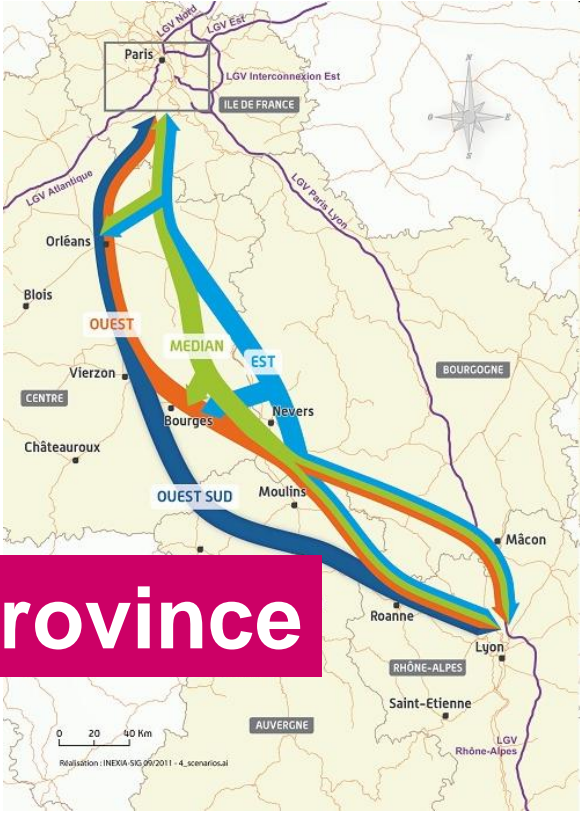 LGV Nord
LGV Est
Paris
LGV Interconnexion Est
ILE DE FRANCE
N
O
E
S
LGV Atlantique
LGV Paris Lyon
Orléans
Blois
OUEST
MEDIAN
EST
Vierzon
BOURGOGNE
CENTRE
Bourges
Nevers
Châteauroux
OUEST SUD
Moulins
Mâcon
rovince
Roanne
Lyon
RHÔNE-ALPES
Saint-Etienne
AUVERGNE
0 20 40 Km
LGV
Rhône-Alpes
Réalisation : INEXIA-SIG 09/2011 - 4_scenarios.ai